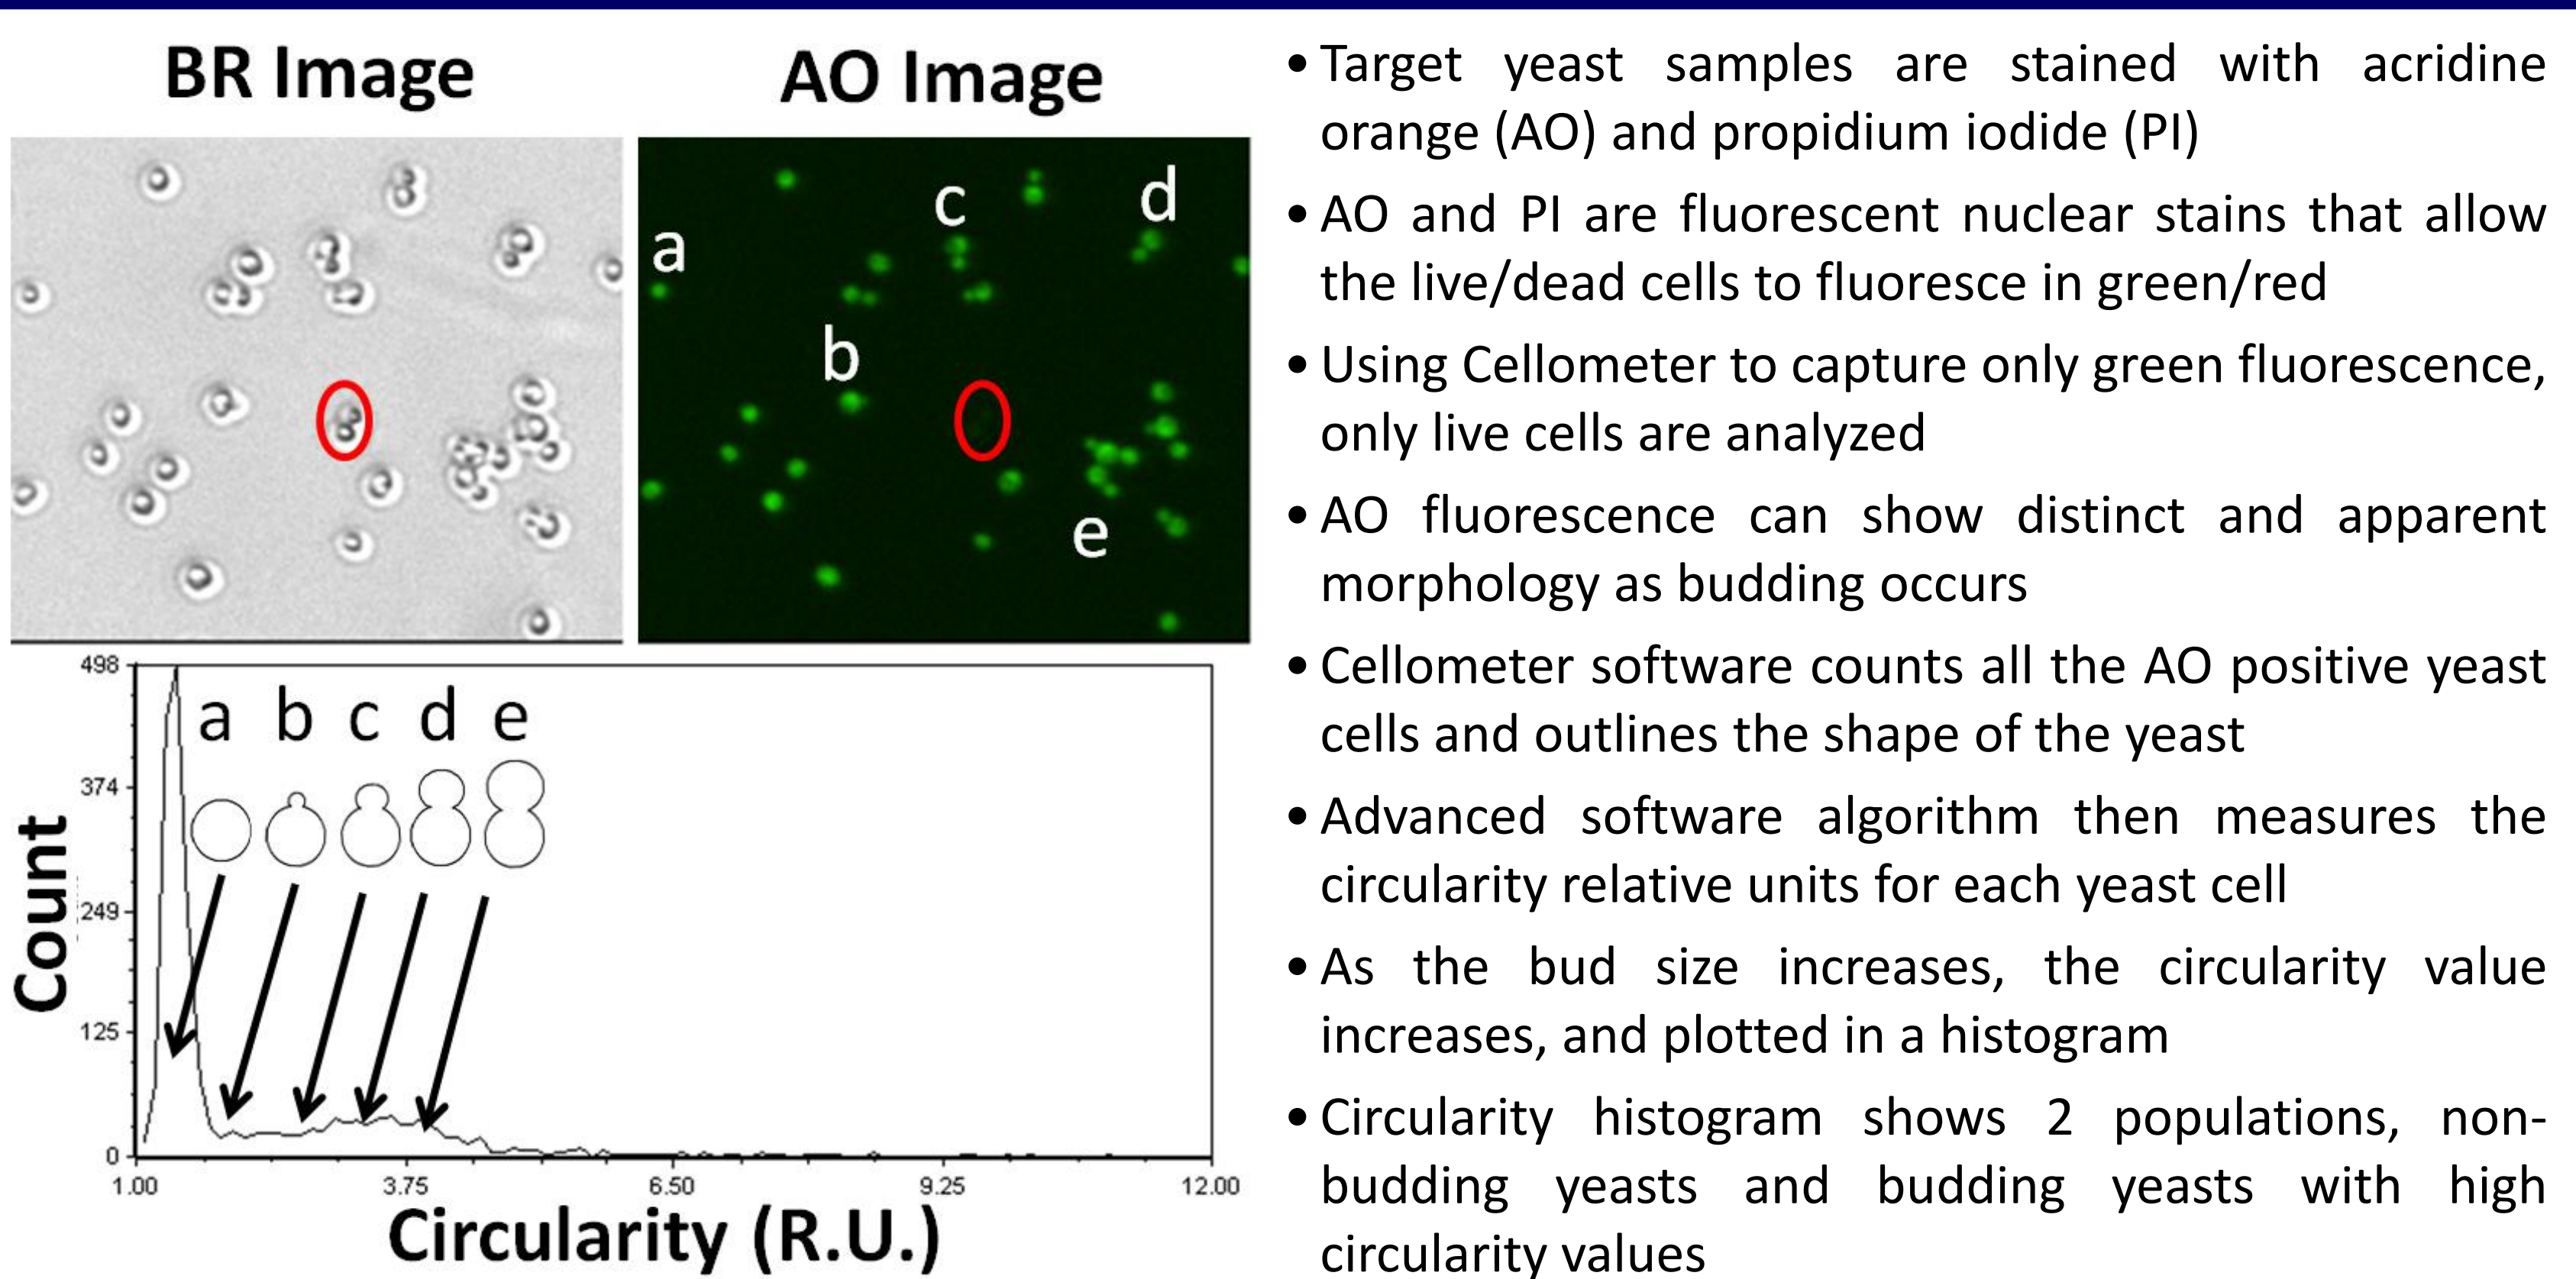 BR Image
AO Image
a
b
c
d
e
498
374
249
125
0
a b c d e
Count
1.00 3.75 6.50 9.25 12.00
Circularity (R.U.)
• Target yeast samples are stained with acridine
orange (AO) and propidium iodide (PI)
• AO and PI are fluorescent nuclear stains that allow
the live/dead cells to fluoresce in green/red
• Using Cellometer to capture only green fluorescence,
only live cells are analyzed
• AO fluorescence can show distinct and apparent
morphology as budding occurs
• Cellometer software counts all the AO positive yeast
cells and outlines the shape of the yeast
• Advanced software algorithm then measures the
circularity relative units for each yeast cell
• As the bud size increases, the circularity value
increases, and plotted in a histogram
• Circularity histogram shows 2 populations, non-
budding yeasts and budding yeasts with high
circularity values